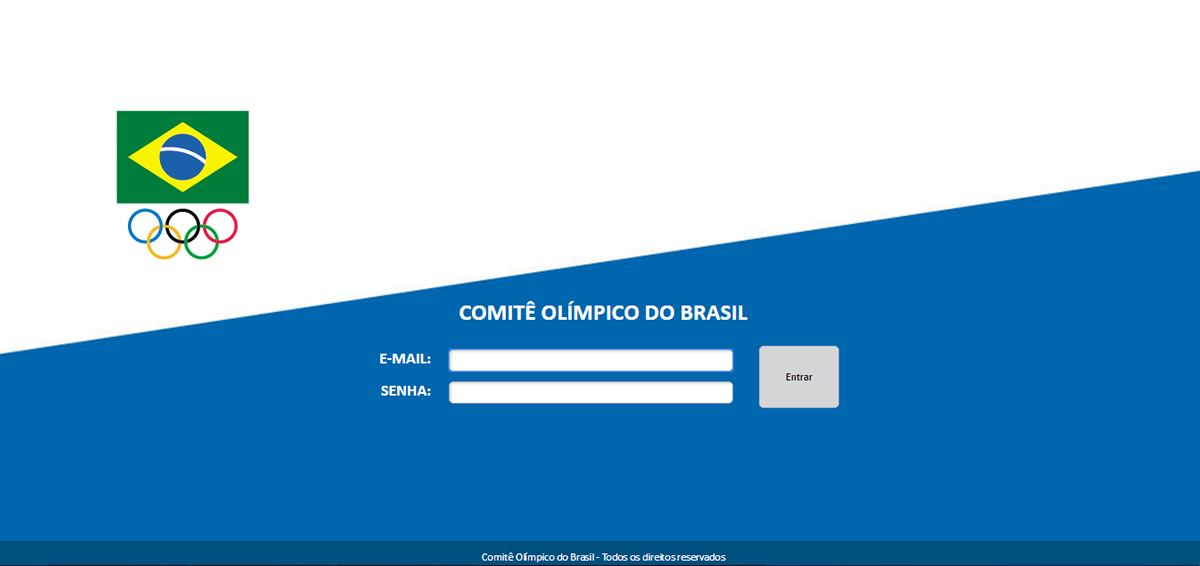 COMITÊ OLÍMPICO DO BRASIL
E-MAIL:
SENHA:
Entrar
Comitê Olímpico do Brasil - Todos os direitos reservados